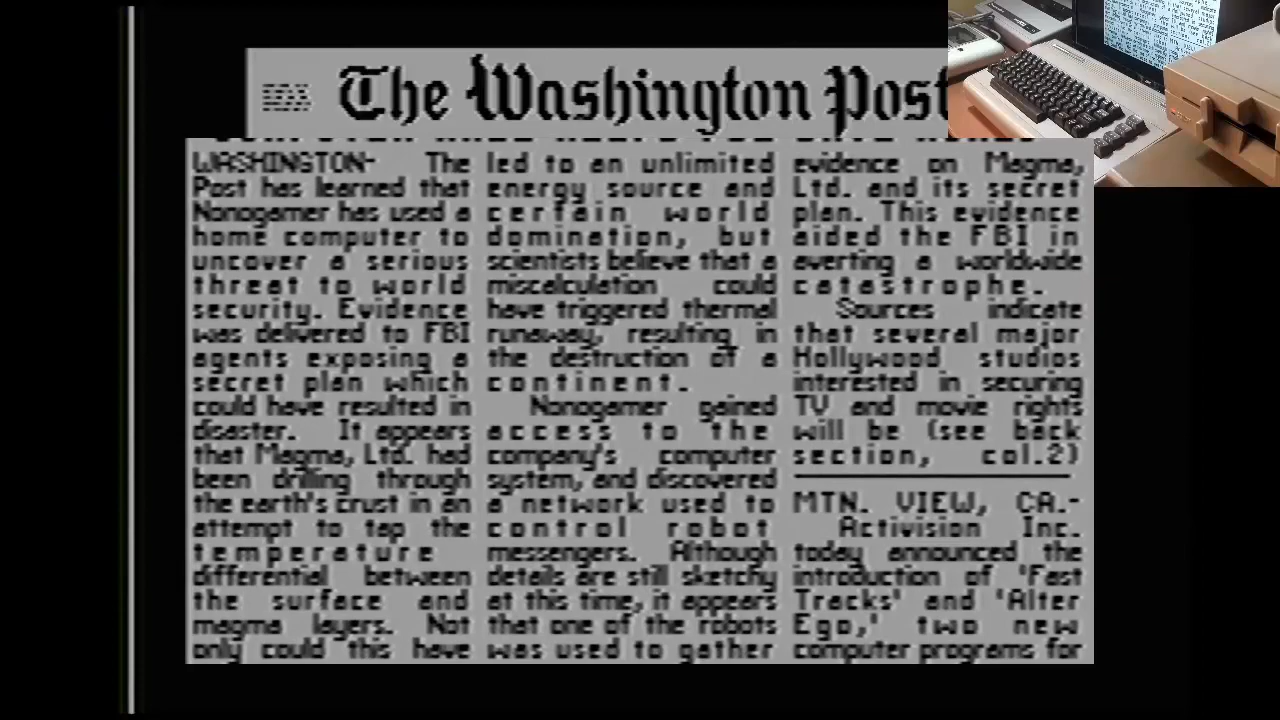 The Washington Post
WASHINGTON- The
Post has learned that
Nonogamer has used a
home computer to
uncover a serious
threat to world
security. Evidence
was delivered to FBI
agents exposing a
secret plan which
could have resulted in
disaster. It appears
that Magma, Ltd. had
been drilling through
the earth's crust in an
attempt to tap the
temperature
differential between
the surface and
magma layers. Not
only could this have
led to an unlimited
energy source and
certain world
domination, but
scientists believe that a
miscalculation could
have triggered thermal
runaway, resulting in
the destruction of a
continent.
Nonogamer gained
access to the
company's computer
system, and discovered
a network used to
control robot
messengers. Although
details are still sketchy
at this time, it appears
that one of the robots
was used to gather
evidence on Magma,
Ltd. and its secret
plan. This evidence
aided the FBI in
averting a worldwide
catastrophe.
Sources indicate
that several major
Hollywood studios
interested in securing
TV and movie rights
will be (see back
section, col.2)
MTN. VIEW, CA.-
Activision Inc.
today announced the
introduction of 'Fast
Tracks' and 'Alter
Ego,' two new
computer programs for